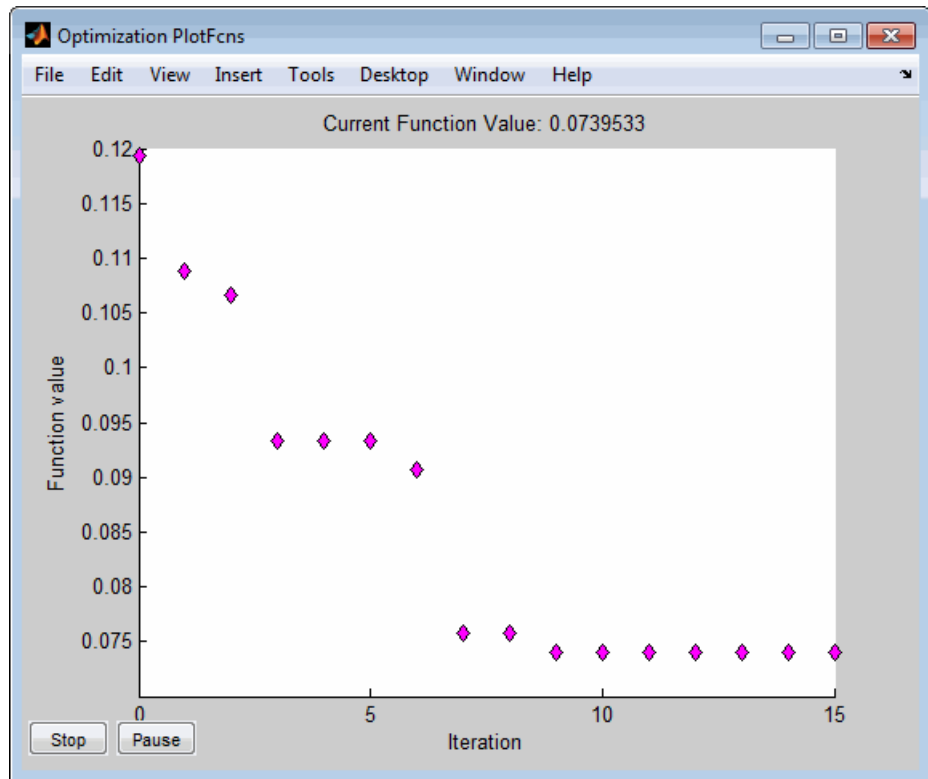 Optimization PlotFcns
File Edit View Insert Tools Desktop Window Help
Current Function Value: 0.0739533
0.12
0.115
0.11
0.105
0.1
0.095
0.09
0.085
0.08
0.075
Function value
0 5 10 15
Iteration
Stop Pause